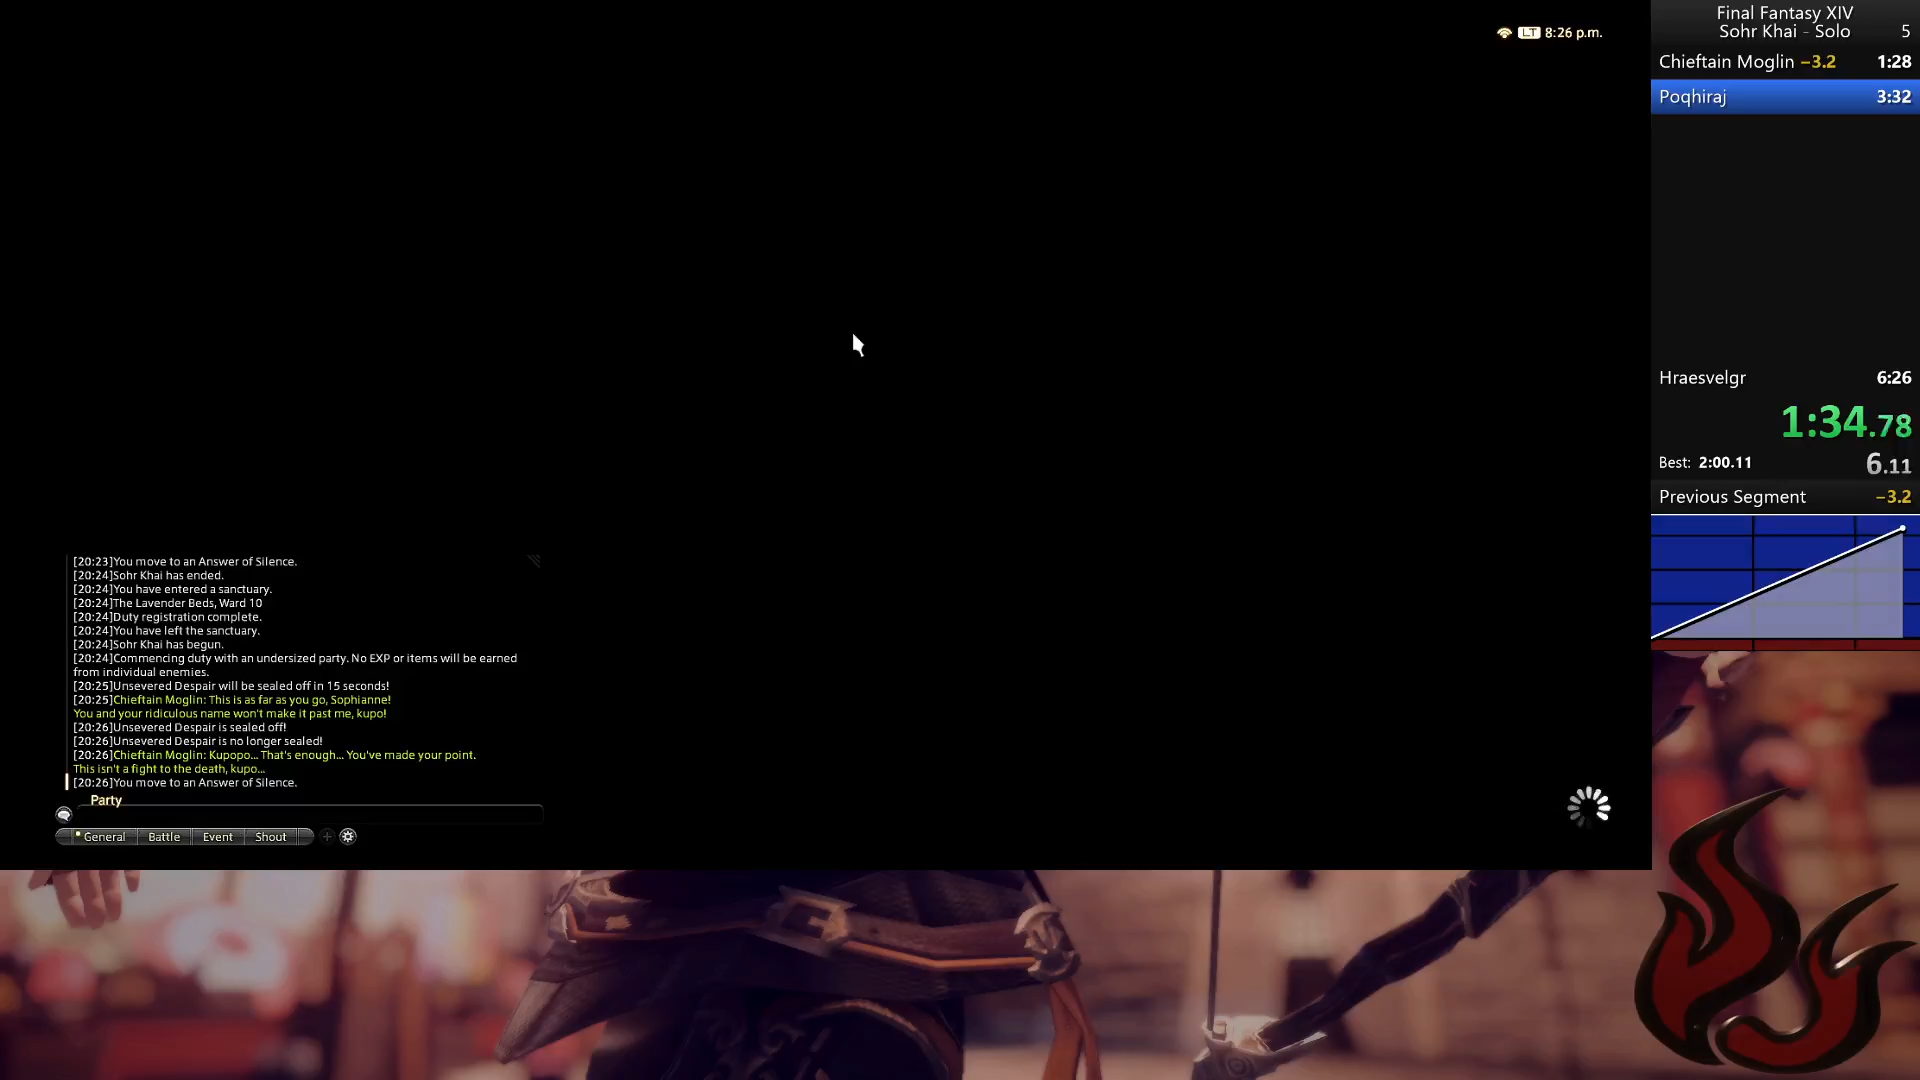 LT 8:26 p.m.
[20:23]You move to an Answer of Silence.
[20:24]Sohr Khai has ended.
[20:24]You have entered a sanctuary.
[20:24]The Lavender Beds, Ward 10
[20:24]Duty registration complete.
[20:24]You have left the sanctuary.
[20:24]Sohr Khai has begun.
[20:24]Commencing duty with an undersized party. No EXP or items will be earned
from individual enemies.
[20:25]Unsevered Despair will be sealed off in 15 seconds!
[20:25]Chieftain Moglin: This is as far as you go, Sophianne!
You and your ridiculous name won't make it past me, kupo!
[20:26]Unsevered Despair is sealed off!
[20:26]Unsevered Despair is no longer sealed!
[20:26]Chieftain Moglin: Kupopo... That's enough... You've made your point.
This isn't a fight to the death, kupo...
[20:26]You move to an Answer of Silence.
Party
General Battle Event Shout
Final Fantasy XIV
Sohr Khai - Solo 5
Chieftain Moglin −3.2 1:28
Poqhiraj 3:32
Hraesvelgr 6:26
1:34.78
Best: 2:00.11 6.11
Previous Segment −3.2